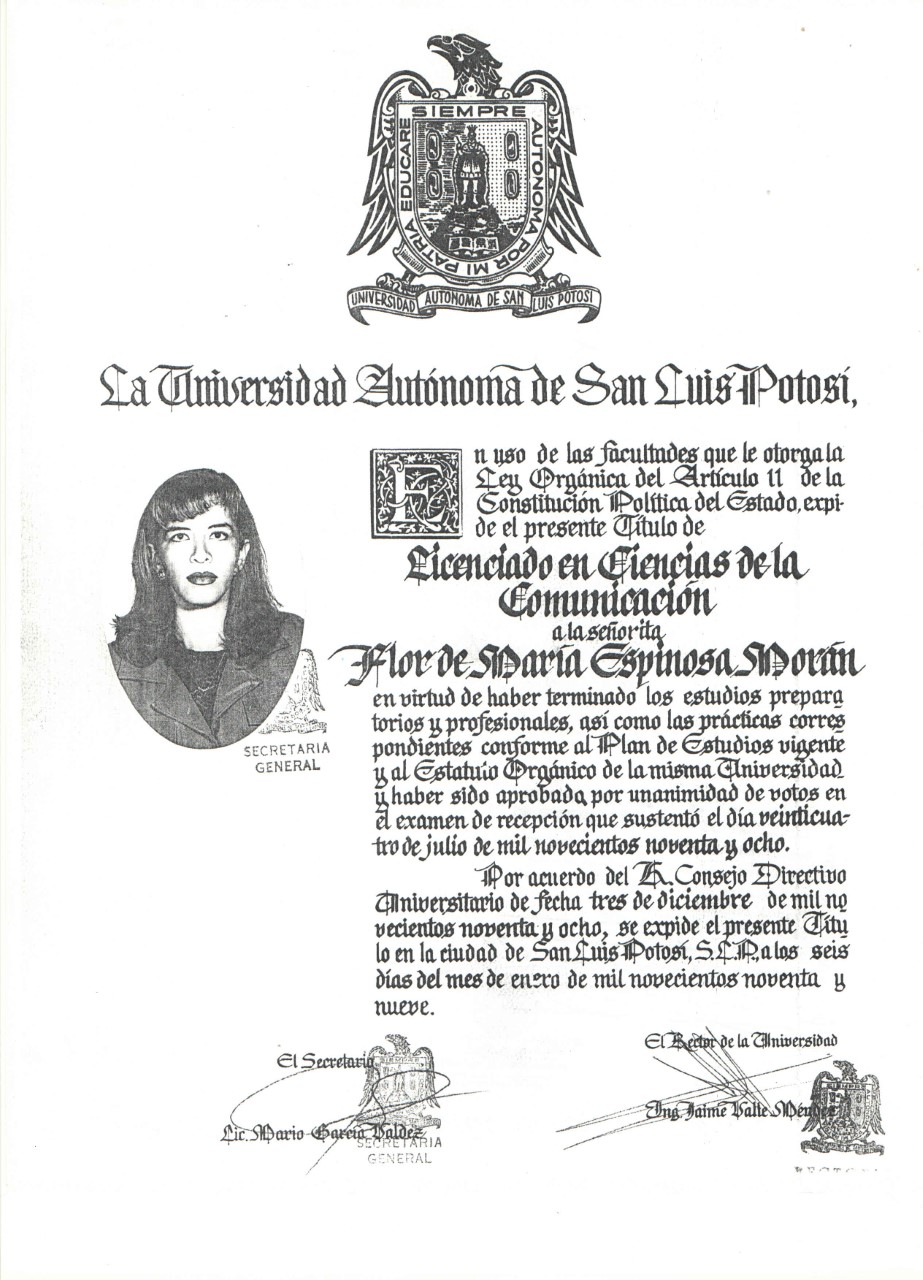 SIEMPRE
AUTONOMA POR MI PATRIA
EDUCARE
UNIVERSIDAD AUTONOMA DE SAN LUIS POTOSI
La Universidad Autónoma de San Luis Potosí,
En uso de las facultades que le otorga la
Ley Orgánica del Artículo 11 de la
Constitución Política del Estado, expi-
de el presente Título de
Licenciado en Ciencias de la
Comunicación
a la señorita
Flor de María Espinosa Morán
en virtud de haber terminado los estudios prepara
torios y profesionales, así como las prácticas corres
pondientes conforme al Plan de Estudios vigente
y al Estatuto Orgánico de la misma Universidad
y haber sido aprobada por unanimidad de votos en
el examen de recepción que sustentó el día veinticua-
tro de julio de mil novecientos noventa y ocho.
SECRETARIA
GENERAL
Por acuerdo del H. Consejo Directivo
Universitario de fecha tres de diciembre de mil no
vecientos noventa y ocho, se expide el presente Títu
lo en la ciudad de San Luis Potosí, S.L.P., a los seis
días del mes de enero de mil novecientos noventa y
nueve.
El Secretario
Lic. Mario García Valdez
SECRETARIA
GENERAL
El Rector de la Universidad
Ing. Jaime Valle Méndez